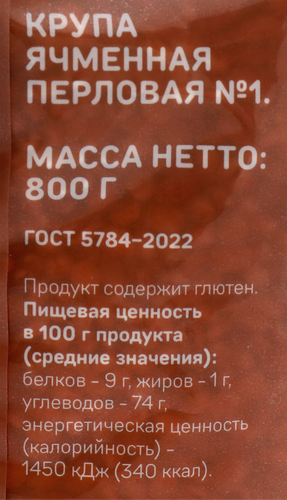 КРУПА
ЯЧМЕННАЯ
ПЕРЛОВАЯ №1.
МАССА НЕТТО:
800 Г
ГОСТ 5784-2022
Продукт содержит глютен.
Пищевая ценность
в 100 г продукта
(средние значения):
белков - 9 г, жиров - 1 г,
углеводов - 74 г,
энергетическая ценность
(калорийность) -
1450 кДж (340 ккал).